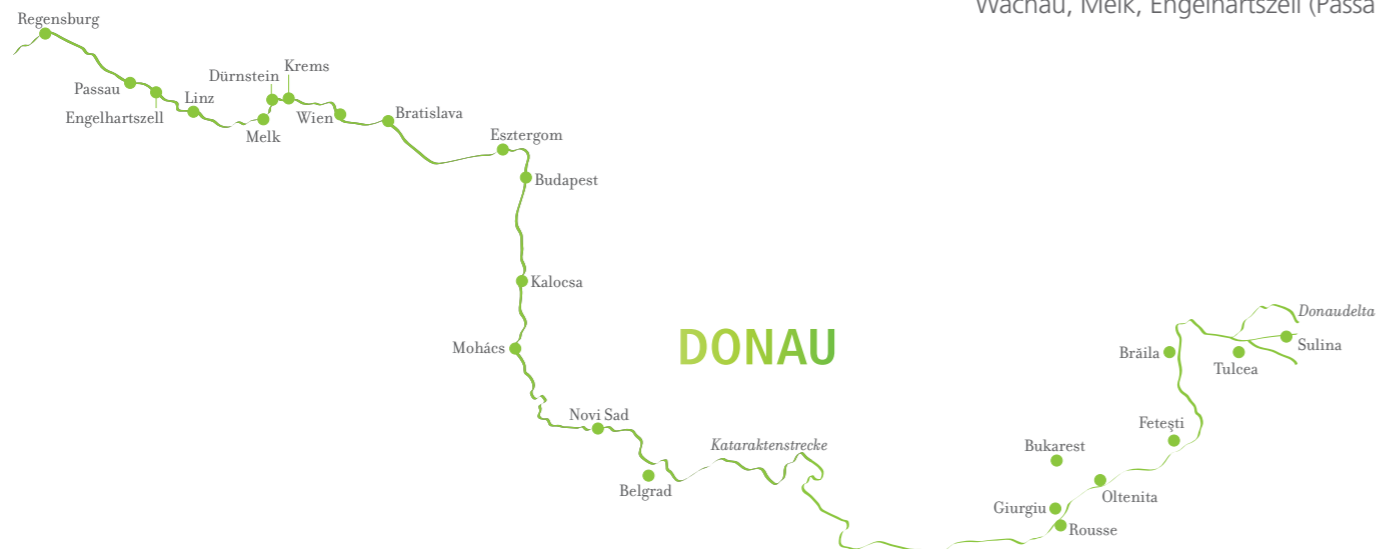 Wachau, Melk, Engelhartszell (Passa
Regensburg
Passau
Engelhartszell
Linz
Dürnstein
Krems
Melk
Wien
Bratislava
Esztergom
Budapest
Kalocsa
Mohács
DONAU
Novi Sad
Belgrad
Kataraktenstrecke
Bukarest
Giurgiu
Rousse
Oltenita
Feteşti
Brăila
Tulcea
Sulina
Donaudelta